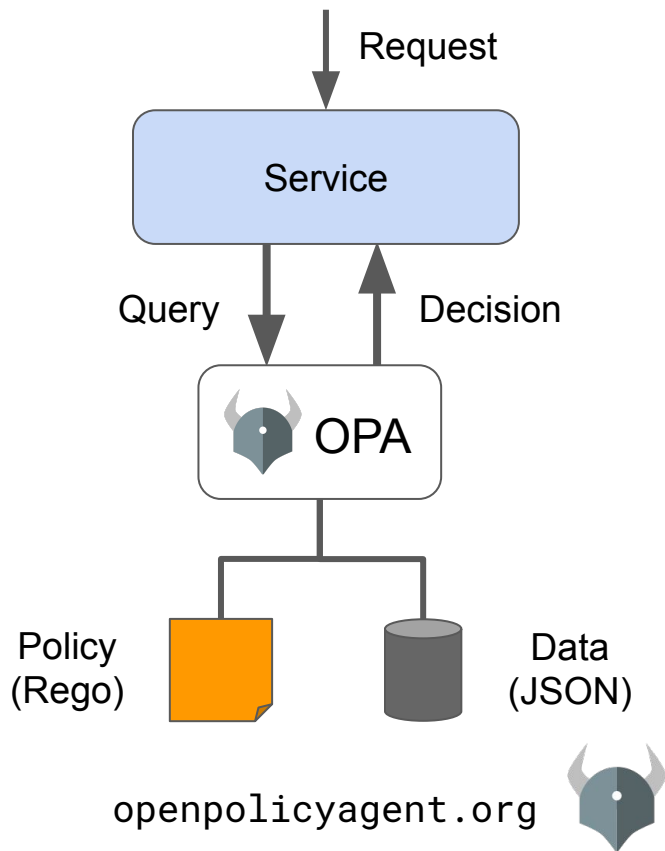 Request
Service
Query
Decision
OPA
Policy
(Rego)
Data
(JSON)
openpolicyagent.org